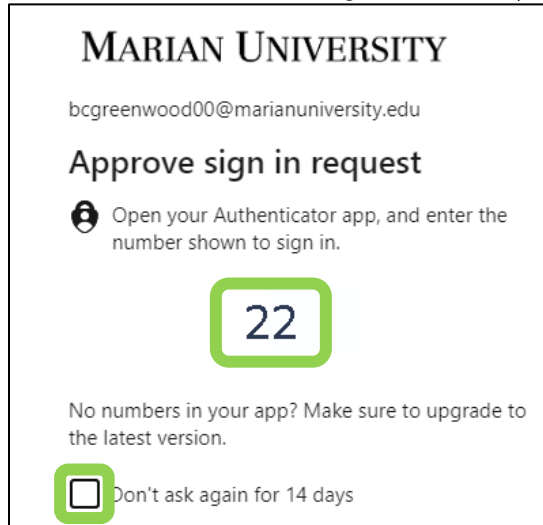 MARIAN UNIVERSITY
bcgreenwood00@marianuniversity.edu
Approve sign in request
Open your Authenticator app, and enter the
number shown to sign in.
22
No numbers in your app? Make sure to upgrade to
the latest version.
Don't ask again for 14 days